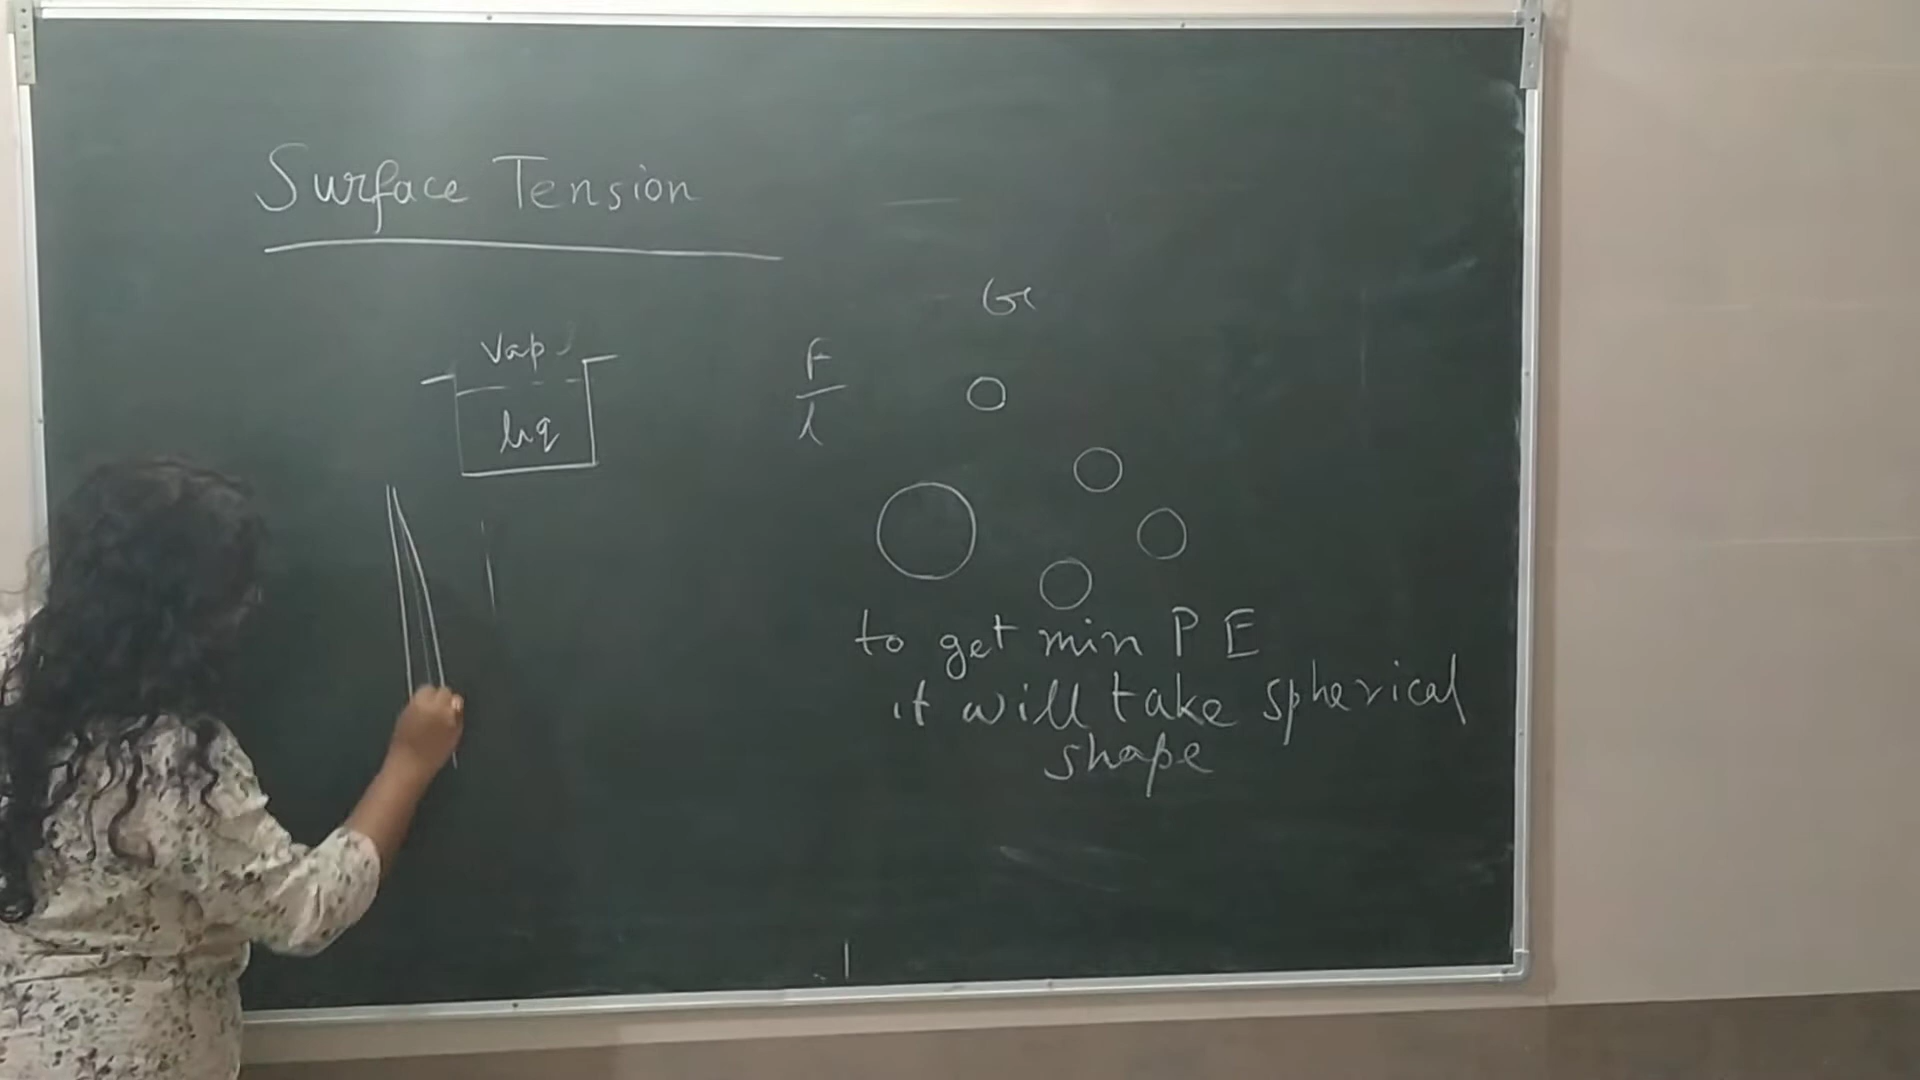 Surface Tension
Vap
liq
F
l
to get min P E
it will take spherical
shape